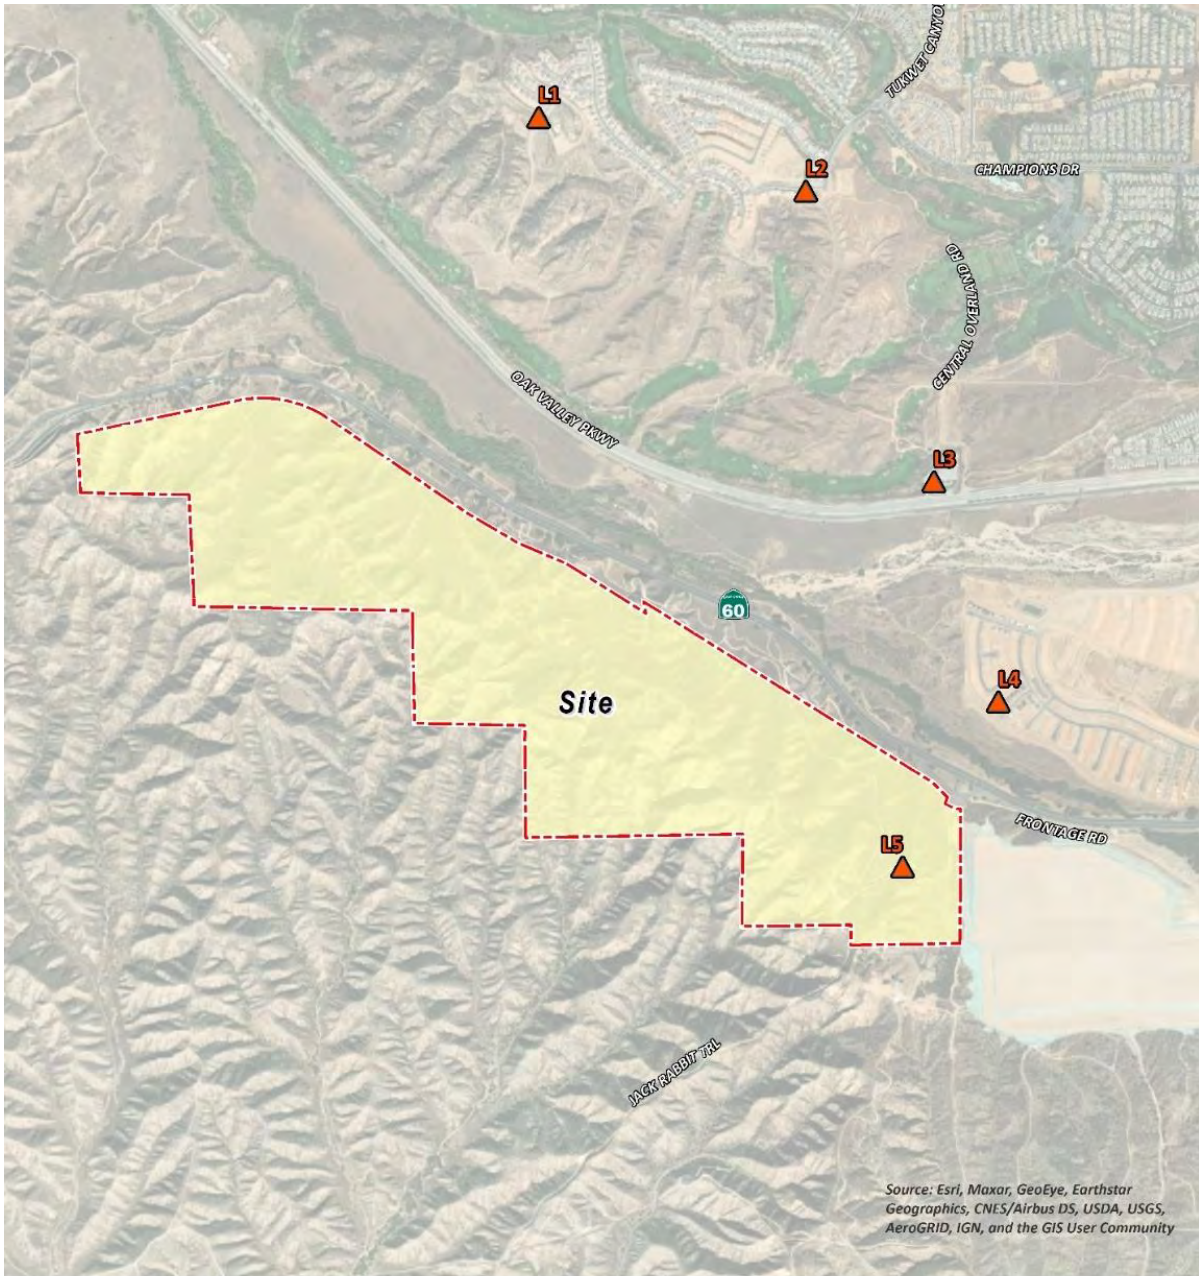 L1
TUKWET CANYON
L2
CHAMPIONS DR
CENTRAL OVERLAND RD
OAK VALLEY PKWY
L3
60
L4
Site
FRONTAGE RD
L5
JACK RABBIT TRL
Source: Esri, Maxar, GeoEye, Earthstar
Geographics, CNES/Airbus DS, USDA, USGS,
AeroGRID, IGN, and the GIS User Community